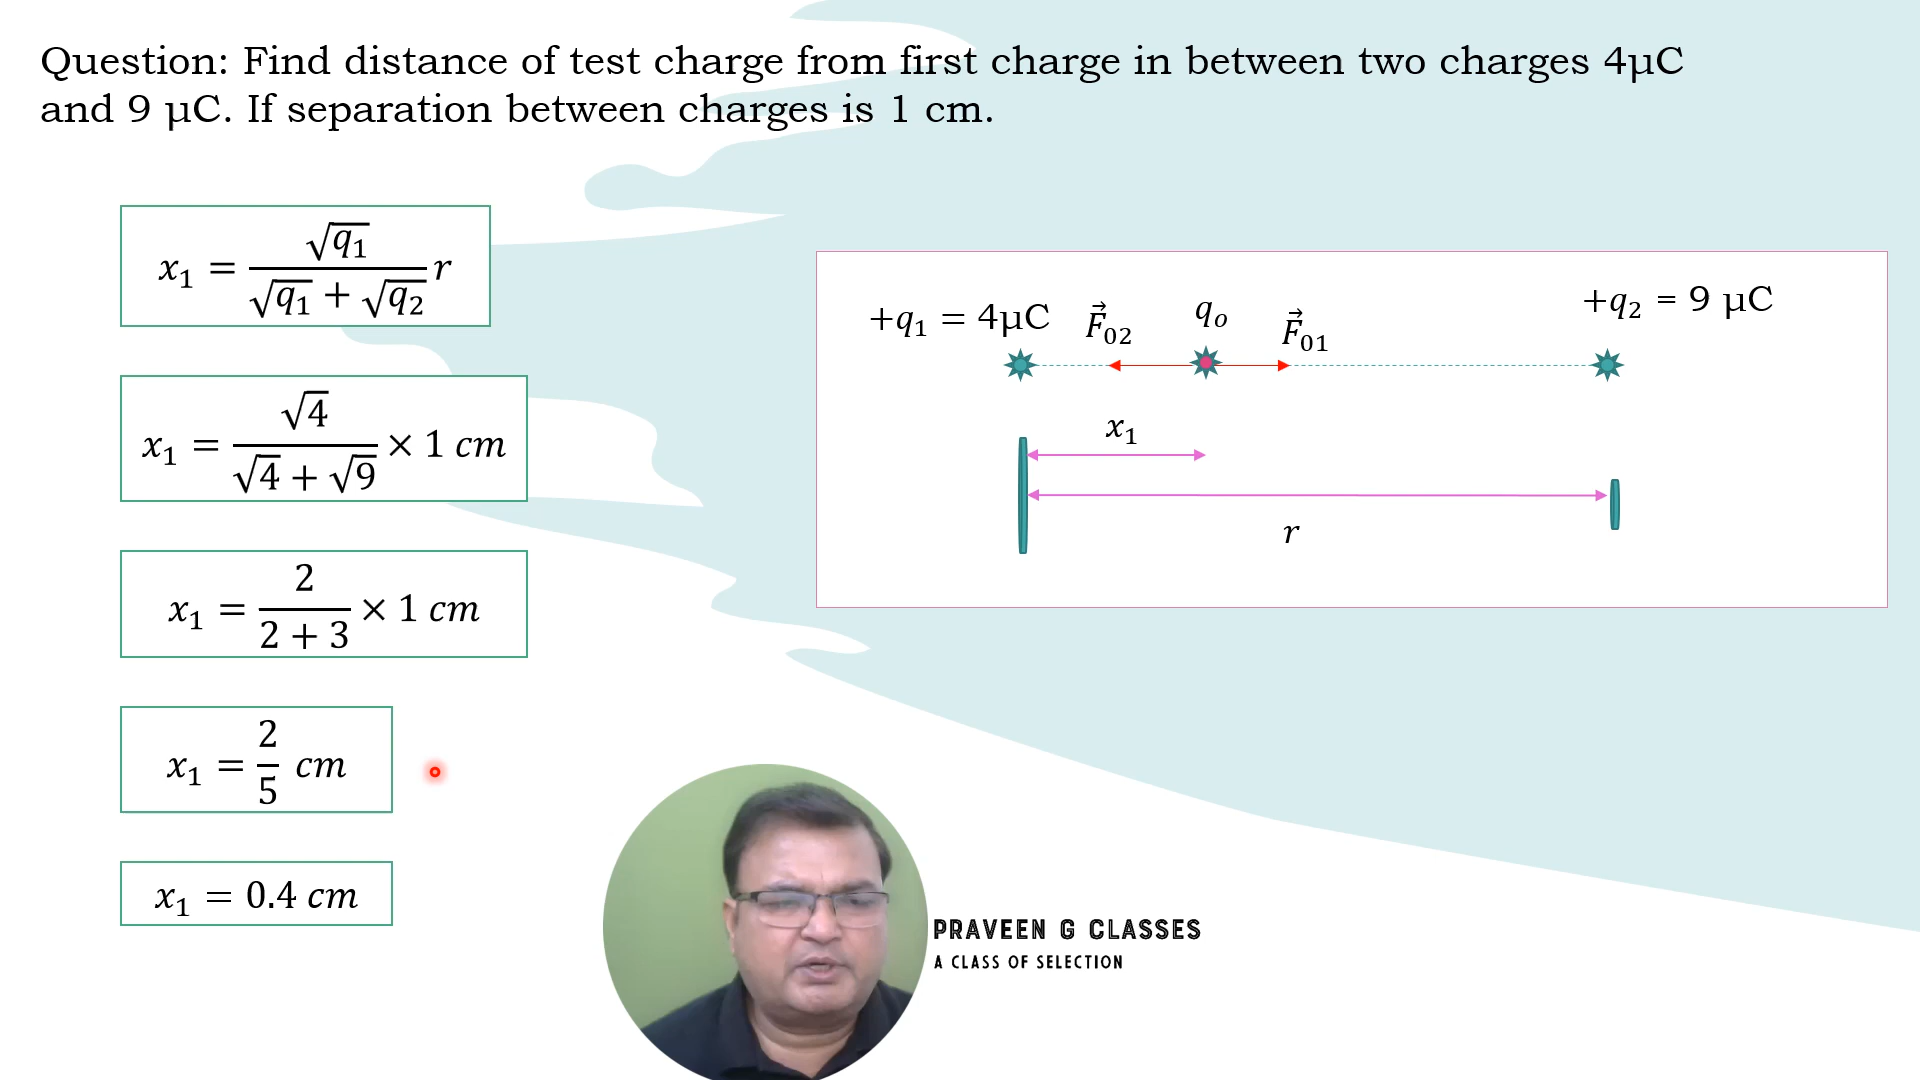 Question: Find distance of test charge from first charge in between two charges 4µC
and 9 µC. If separation between charges is 1 cm.
x₁ = √q₁ / (√q₁ + √q₂) r
x₁ = √4 / (√4 + √9) × 1 cm
x₁ = 2 / (2 + 3) × 1 cm
x₁ = 2/5 cm
x₁ = 0.4 cm
+q₁ = 4µC
F⃗₀₂
qₒ
F⃗₀₁
+q₂ = 9 µC
x₁
r
PRAVEEN G CLASSES
A CLASS OF SELECTION